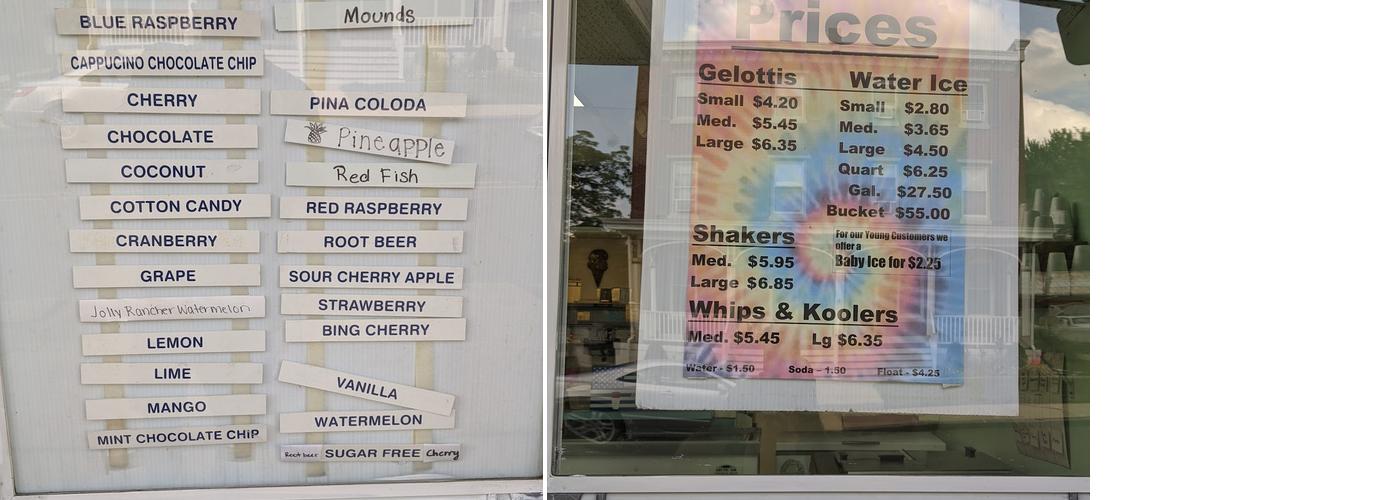 BLUE RASPBERRY
CAPPUCINO CHOCOLATE CHIP
CHERRY
CHOCOLATE
COCONUT
COTTON CANDY
CRANBERRY
GRAPE
Jolly Rancher Watermelon
LEMON
LIME
MANGO
MINT CHOCOLATE CHiP
Mounds
PINA COLODA
Pineapple
Red Fish
RED RASPBERRY
ROOT BEER
SOUR CHERRY APPLE
STRAWBERRY
BING CHERRY
VANILLA
WATERMELON
Root beer SUGAR FREE Cherry
Prices
Gelottis
Small $4.20
Med. $5.45
Large $6.35
Water Ice
Small $2.80
Med. $3.65
Large $4.50
Quart $6.25
Gal. $27.50
Bucket $55.00
For our Young Customers we
offer a
Baby Ice for $2.25
Shakers
Med. $5.95
Large $6.85
Whips & Koolers
Med. $5.45 Lg $6.35
Water - $1.50 Soda – 1.50 Float - $4.25